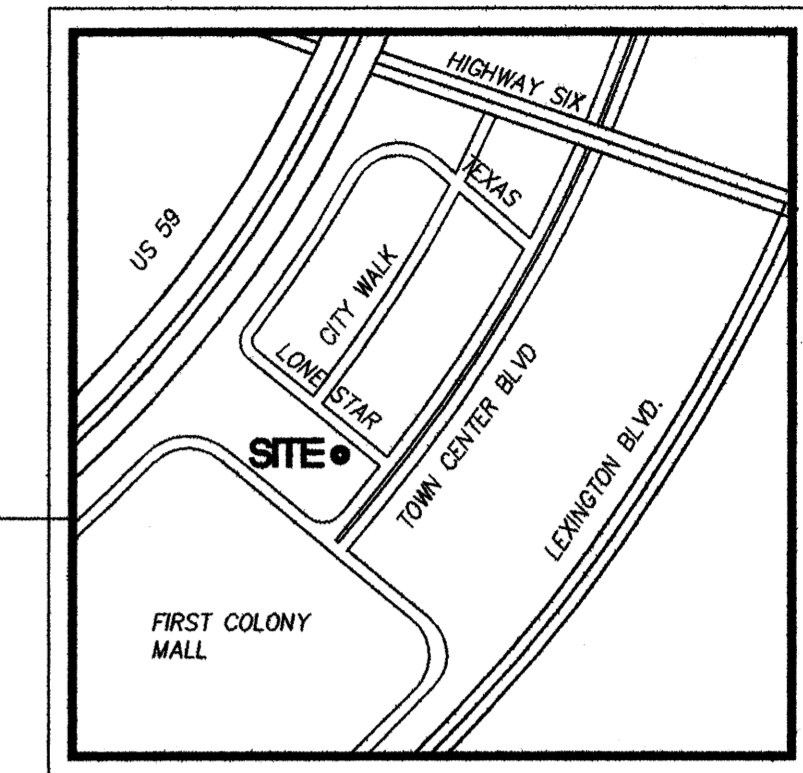 HIGHWAY SIX
TEXAS
US 59
CITY WALK
LONE STAR
SITE
TOWN CENTER BLVD
LEXINGTON BLVD.
FIRST COLONY
MALL